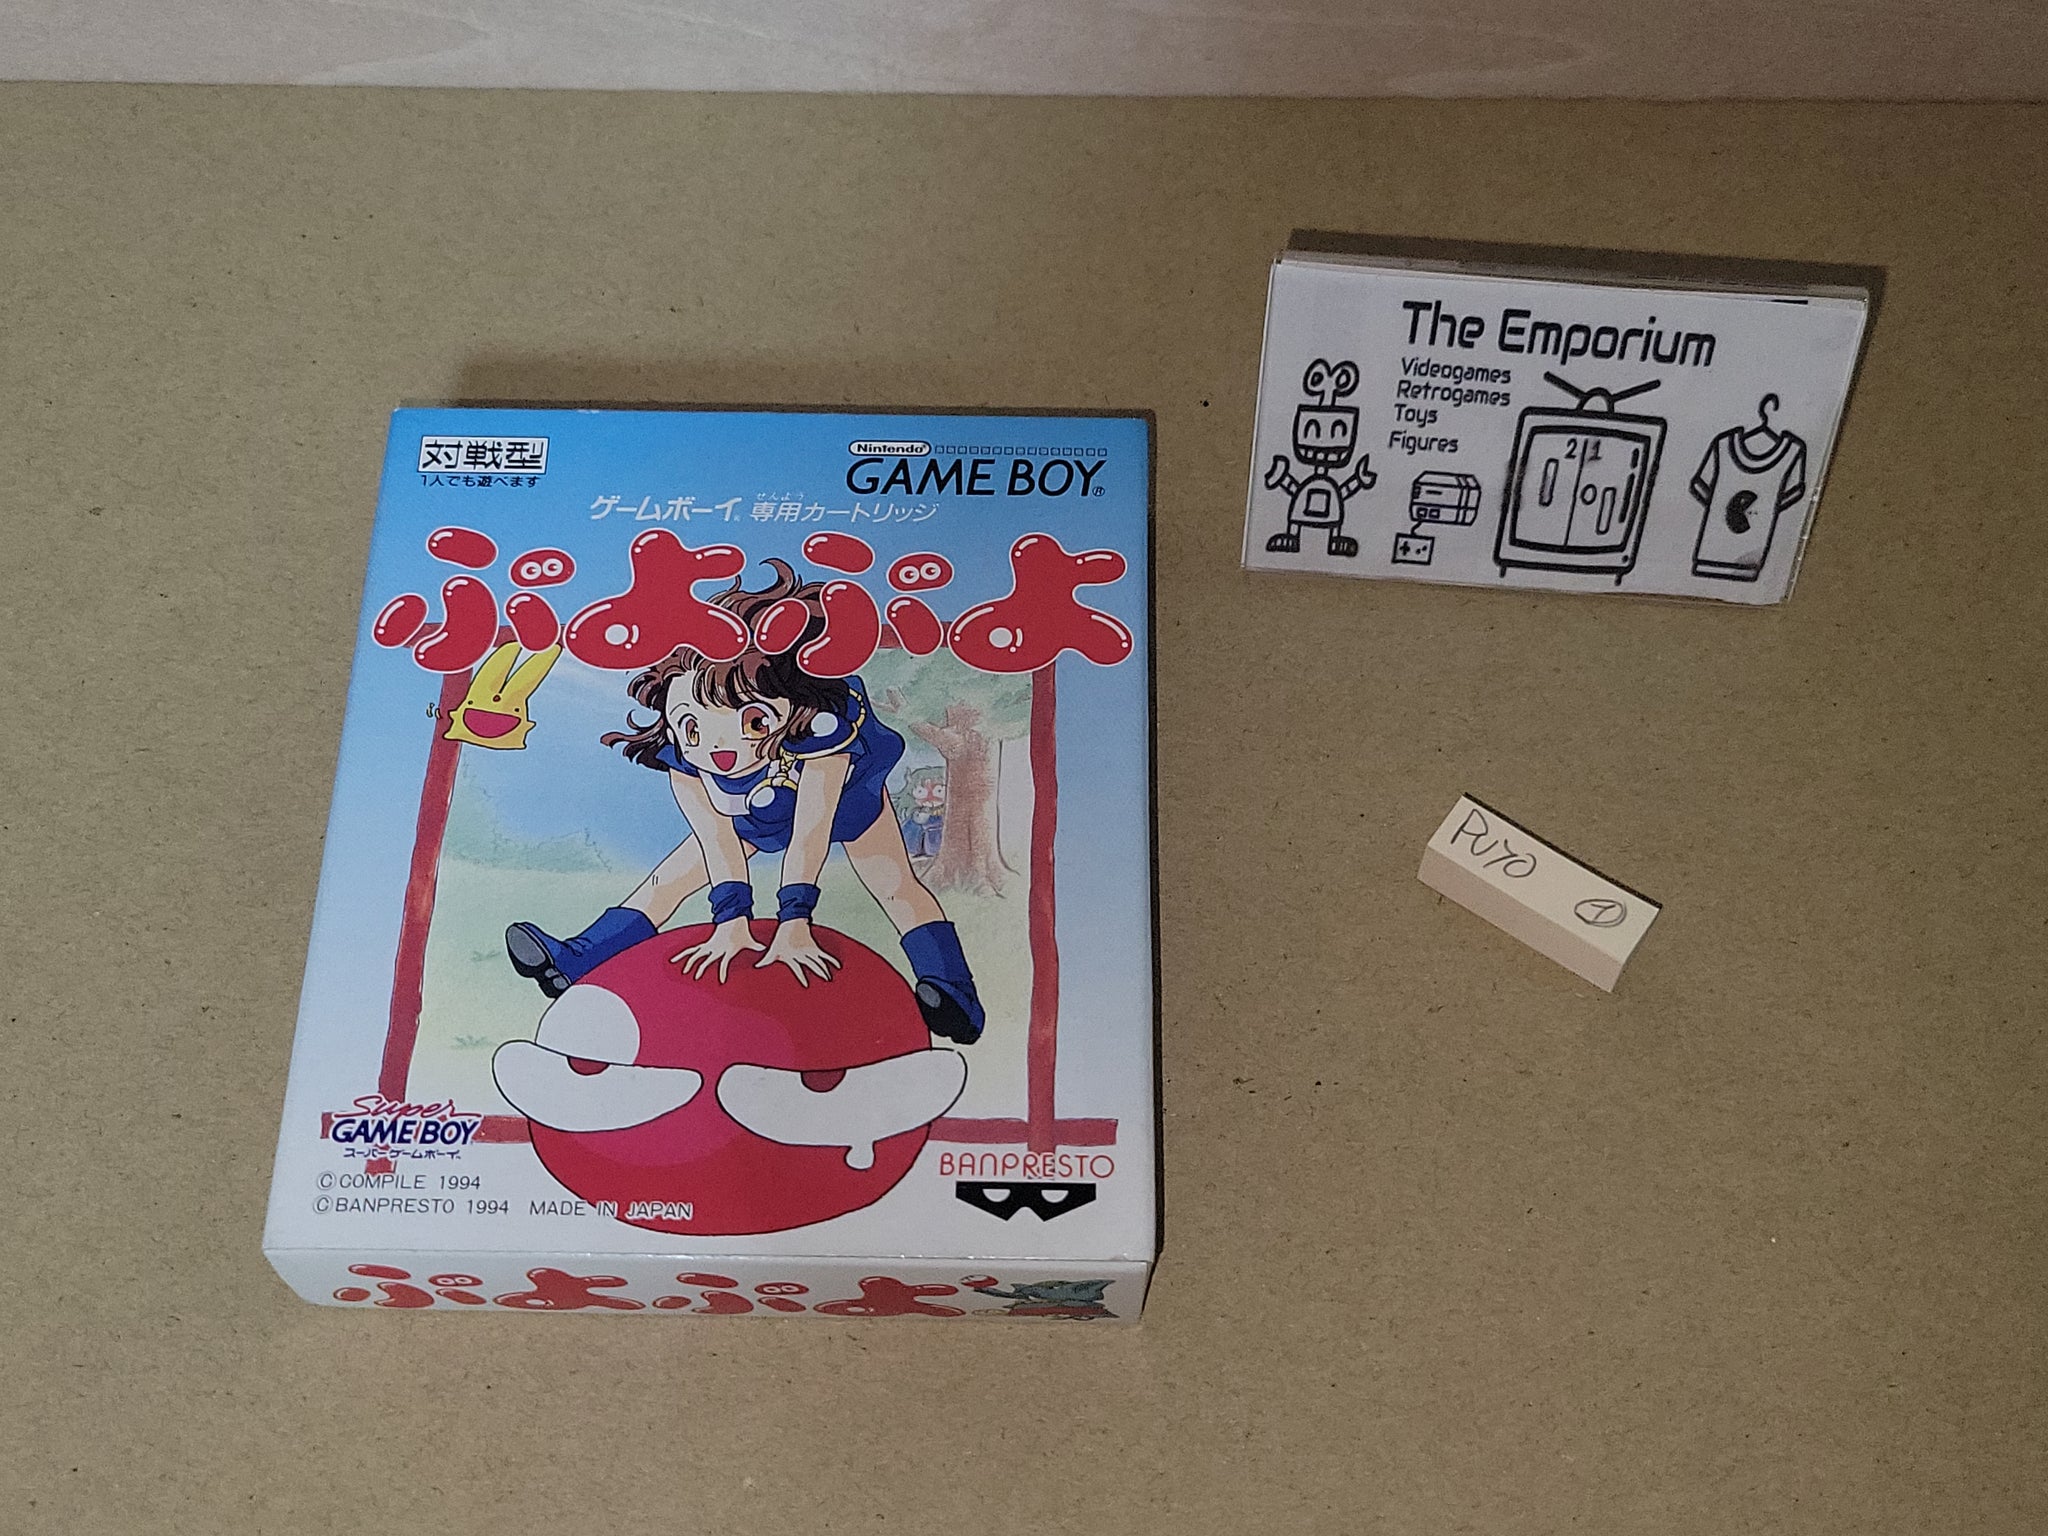 対戦型
1人でも遊べます
Nintendo®
GAME BOY®
せんよう
ゲームボーイ 専用カートリッジ
ぷよぷよ
Super
GAME BOY
スーパーゲームボーイ
©COMPILE 1994
©BANPRESTO 1994 MADE IN JAPAN
BANPRESTO
ぷよぷよ
The Emporium
Videogames
Retrogames
Toys
Figures
21
PUYO